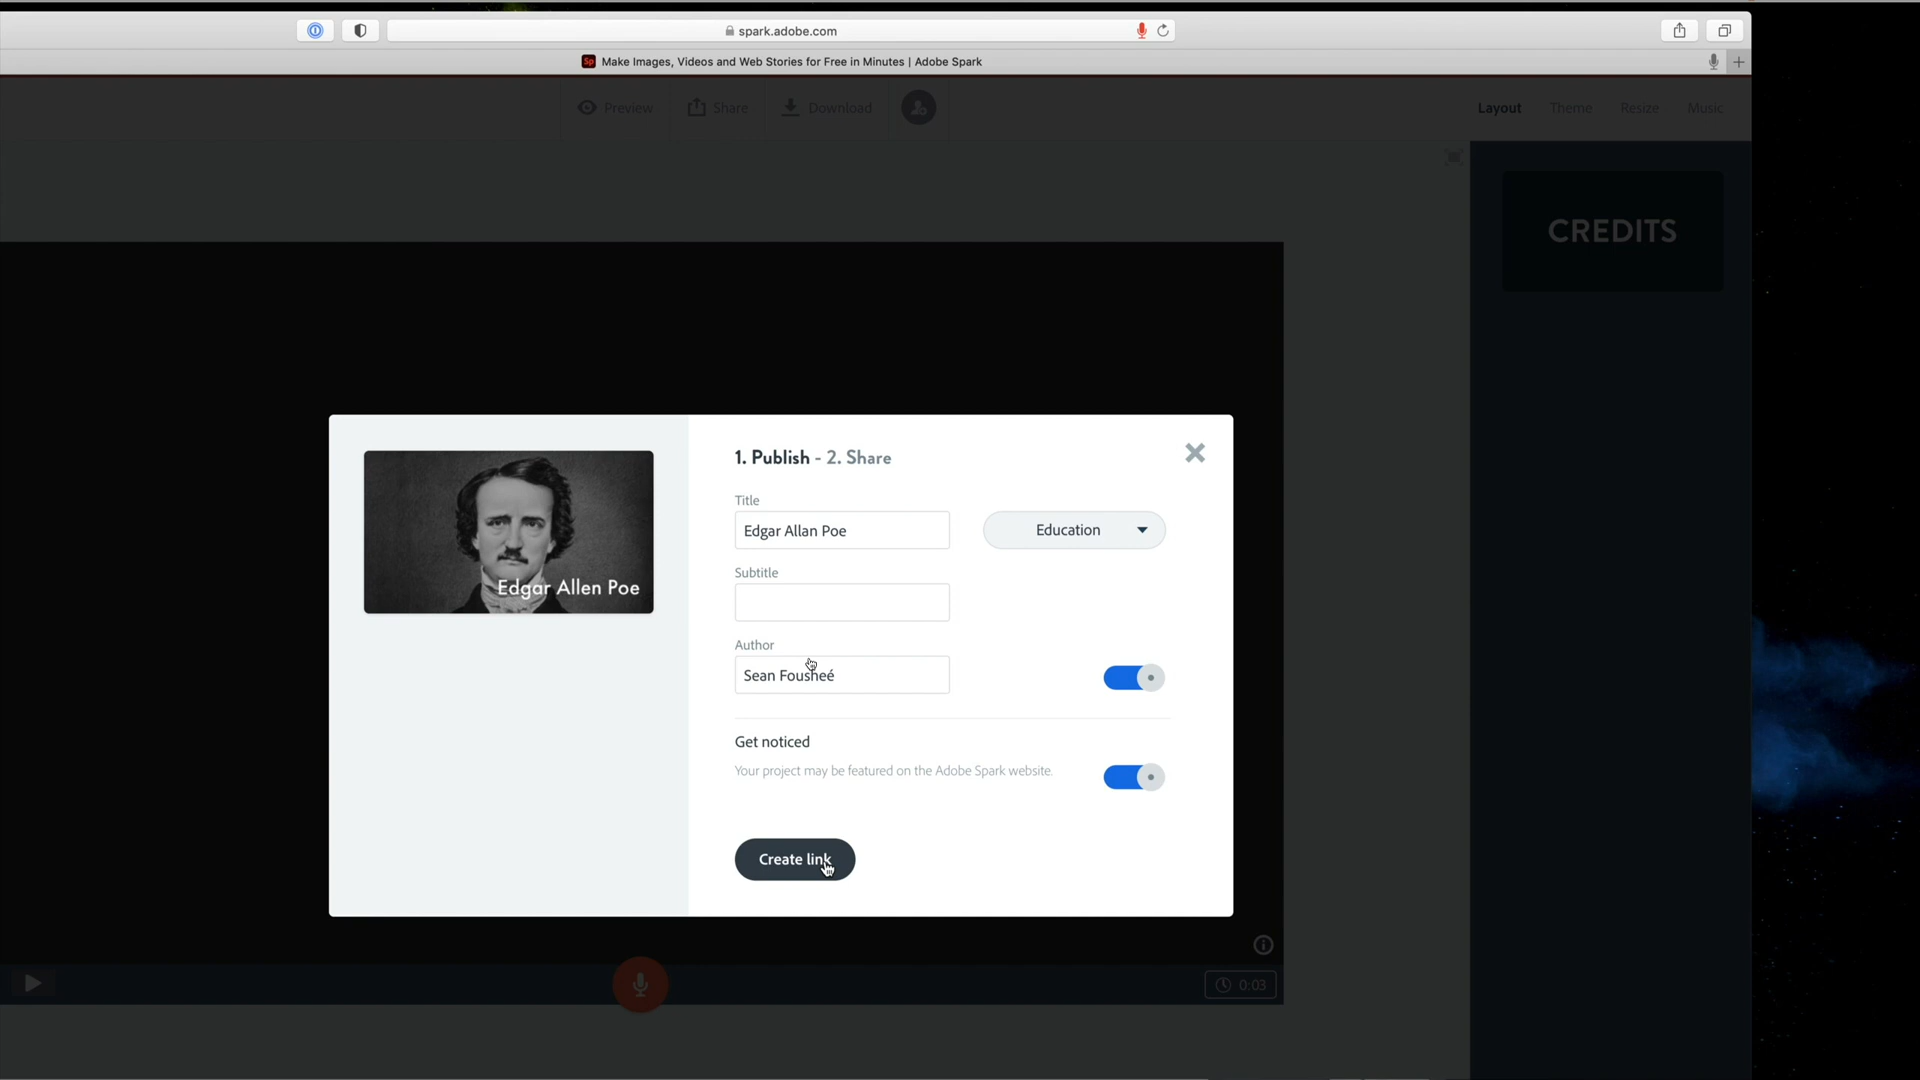 spark.adobe.com
Sp Make Images, Videos and Web Stories for Free in Minutes | Adobe Spark
Preview Share Download Layout Theme Resize Music
CREDITS
1. Publish - 2. Share
Title
Edgar Allan Poe Education
Edgar Allen Poe
Subtitle
Author
Sean Fousheé
Get noticed
Your project may be featured on the Adobe Spark website.
Create link
0:03